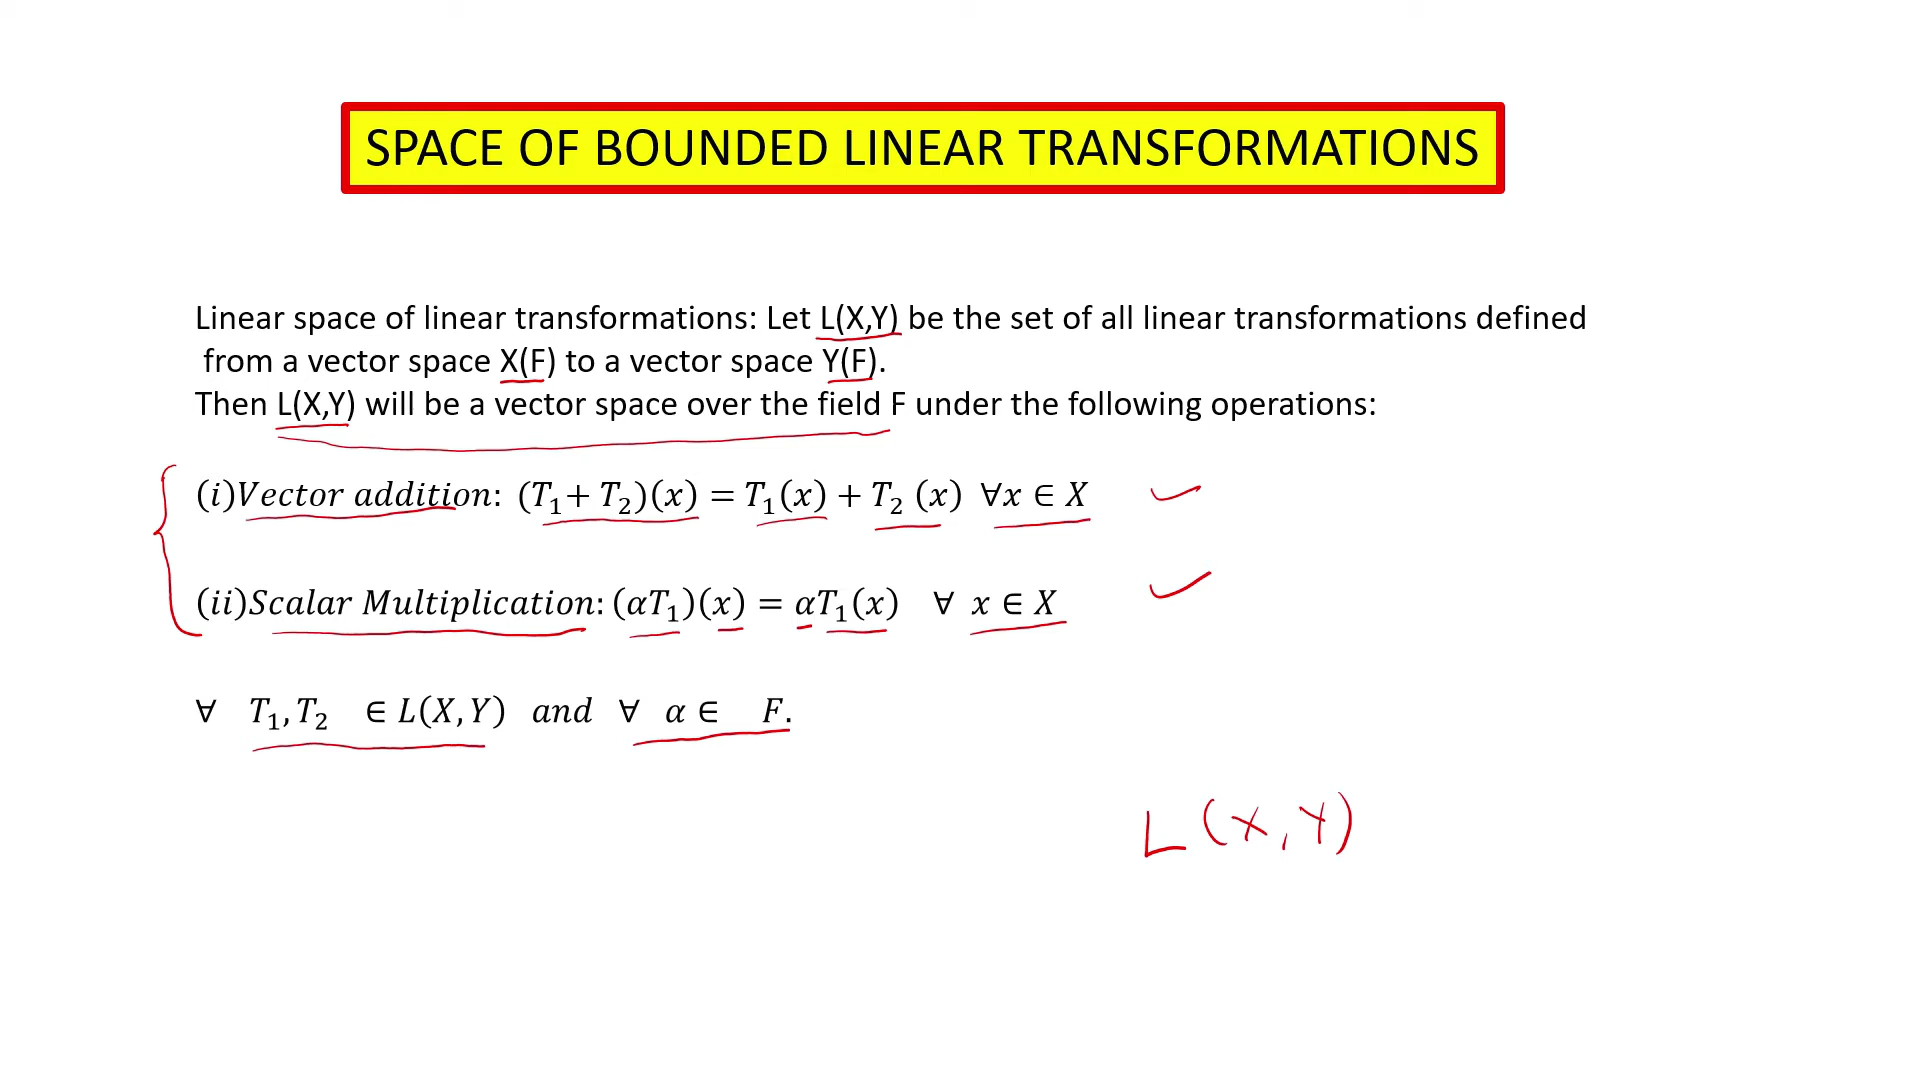 SPACE OF BOUNDED LINEAR TRANSFORMATIONS
Linear space of linear transformations: Let L(X,Y) be the set of all linear transformations defined
from a vector space X(F) to a vector space Y(F).
Then L(X,Y) will be a vector space over the field F under the following operations:
(i)Vector addition: (T₁+ T₂)(x) = T₁(x) + T₂ (x) ∀x ∈ X
(ii)Scalar Multiplication: (αT₁)(x) = αT₁(x) ∀ x ∈ X
∀ T₁,T₂ ∈ L(X,Y) and ∀ α ∈ F.
L (X,Y)